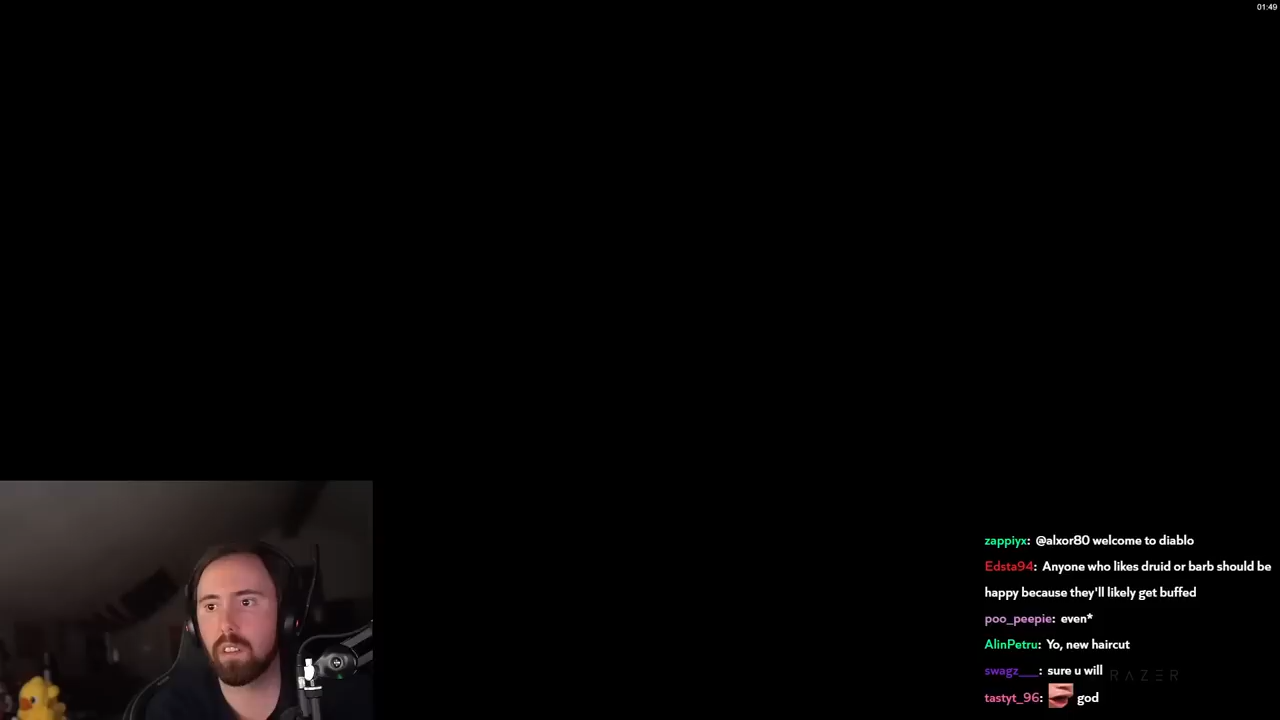 01:49
zappiyx: @alxor80 welcome to diablo
Edsta94: Anyone who likes druid or barb should be
happy because they'll likely get buffed
poo_peepie: even*
AlinPetru: Yo, new haircut
swagz___: sure u will
RAZER
tastyt_96: god